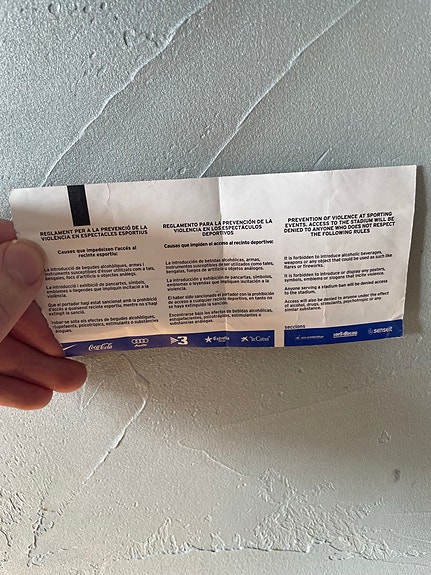 REGLAMENT PER A LA PREVENCIÓ DE LA
VIOLÈNCIA EN ESPECTACLES ESPORTIUS
Causes que impedeixen l'accés al
recinte esportiu:
La introducció de begudes alcohòliques, armes i
instruments susceptibles d'ésser utilitzats com a tals,
bengales, focs d'artifici o objectes anàlegs.
La introducció i exhibició de pancartes, símbols,
emblemes o llegendes que impliquin incitació a la
violència.
Que el portador hagi estat sancionat amb la prohibició
d'accés a qualsevol recinte esportiu, mentre no s'hagi
extingit la sanció.
trobar-se sota els efectes de begudes alcohòliques,
estupefaents, psicotròpics, estimulants o substàncies
anàlogues.
REGLAMENTO PARA LA PREVENCIÓN DE LA
VIOLENCIA EN LOS ESPECTÁCULOS
DEPORTIVOS
Causas que impiden el acceso al recinto deportivo:
La introducción de bebidas alcohólicas, armas,
instrumentos susceptibles de ser utilizados como tales,
bengalas, fuegos de artificio u objetos análogos.
La introducción y exhibición de pancartas, símbolos,
emblemas o leyendas que impliquen incitación a la
violencia.
El haber sido sancionado el portador con la prohibición
de acceso a cualquier recinto deportivo, en tanto no
se haya extinguido la sanción.
Encontrarse bajo los efectos de bebidas alcohólicas,
estupefacientes, psicotrópicos, estimulantes o
substancias análogas.
PREVENTION OF VIOLENCE AT SPORTING
EVENTS. ACCESS TO THE STADIUM WILL BE
DENIED TO ANYONE WHO DOES NOT RESPECT
THE FOLLOWING RULES
It is forbidden to introduce alcoholic beverages,
weapons or any object that could be used as such like
flares or fireworks.
It is forbidden to introduce or display any posters,
symbols, emblems or slogans that incite violence.
Anyone serving a stadium ban will be denied access
to the stadium.
Access will also be denied to anyone under the effect
of alcohol, drugs, stimulants, psychotropic or any
similar substance.
Coca-Cola
Audi
3
Estrella
"la Caixa"
seccions
sorli-discau
senseit